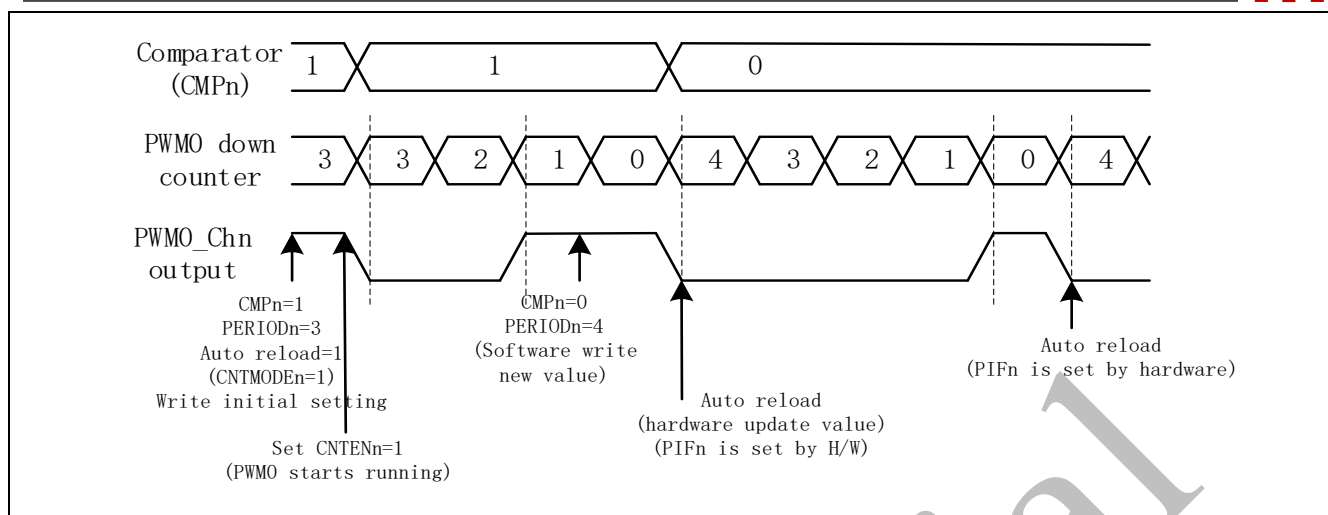 Comparator
(CMPn)
1 1 0
PWM0 down
counter
3 3 2 1 0 4 3 2 1 0 4
PWM0_Chn
output
CMPn=1
PERIODn=3
Auto reload=1
(CNTMODEn=1)
Write initial setting
Set CNTENn=1
(PWM0 starts running)
CMPn=0
PERIODn=4
(Software write
new value)
Auto reload
(hardware update value)
(PIFn is set by H/W)
Auto reload
(PIFn is set by hardware)